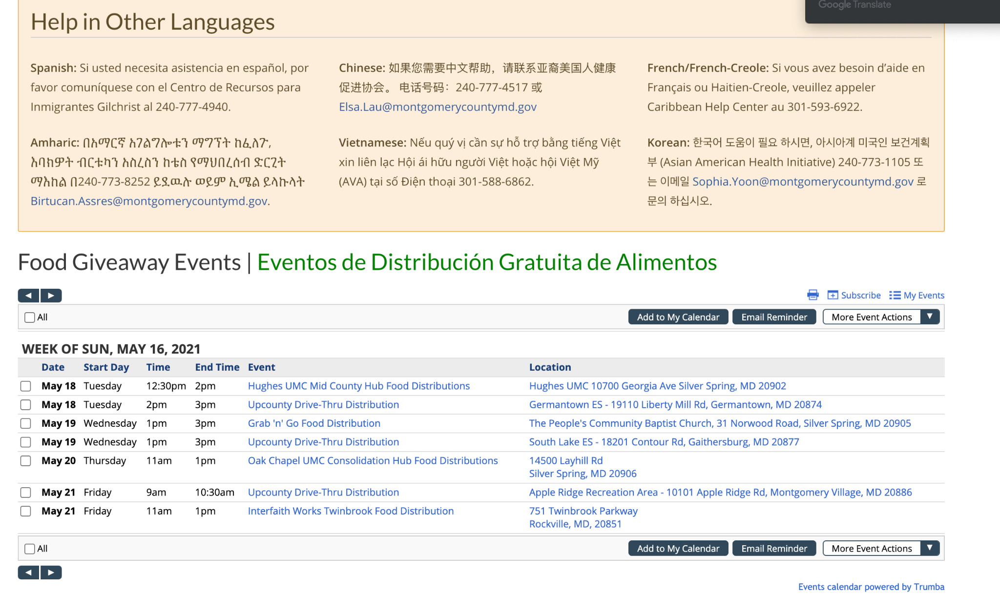 Google Translate
Help in Other Languages
Spanish: Si usted necesita asistencia en español, por
favor comuníquese con el Centro de Recursos para
Inmigrantes Gilchrist al 240-777-4940.
Chinese: 如果您需要中文帮助，请联系亚裔美国人健康
促进协会。 电话号码：240-777-4517 或
Elsa.Lau@montgomerycountymd.gov
French/French-Creole: Si vous avez besoin d’aide en
Français ou Haitien-Creole, veuillez appeler
Caribbean Help Center au 301-593-6922.
Amharic: በአማርኛ አገልግሎቱን ማግኘት ከፈለጉ,
እባክዎት ብርቱካን አስረስን ከቴስ የማህበረሰብ ድርጊት
ማእከል በ240-773-8252 ይደዉሉ ወይም ኢሜል ይላኩላት
Birtucan.Assres@montgomerycountymd.gov.
Vietnamese: Nếu quý vị cần sự hỗ trợ bằng tiếng Việt
xin liên lạc Hội ái hữu người Việt hoặc hội Việt Mỹ
(AVA) tại số Điện thoại 301-588-6862.
Korean: 한국어 도움이 필요 하시면, 아시아계 미국인 보건계획
부 (Asian American Health Initiative) 240-773-1105 또
는 이메일 Sophia.Yoon@montgomerycountymd.gov 로
문의 하십시오.
Food Giveaway Events | Eventos de Distribución Gratuita de Alimentos
Subscribe My Events
All Add to My Calendar Email Reminder More Event Actions
WEEK OF SUN, MAY 16, 2021
Date Start Day Time End Time Event Location
May 18 Tuesday 12:30pm 2pm Hughes UMC Mid County Hub Food Distributions Hughes UMC 10700 Georgia Ave Silver Spring, MD 20902
May 18 Tuesday 2pm 3pm Upcounty Drive-Thru Distribution Germantown ES - 19110 Liberty Mill Rd, Germantown, MD 20874
May 19 Wednesday 1pm 3pm Grab 'n' Go Food Distribution The People's Community Baptist Church, 31 Norwood Road, Silver Spring, MD 20905
May 19 Wednesday 1pm 3pm Upcounty Drive-Thru Distribution South Lake ES - 18201 Contour Rd, Gaithersburg, MD 20877
May 20 Thursday 11am 1pm Oak Chapel UMC Consolidation Hub Food Distributions 14500 Layhill Rd
Silver Spring, MD 20906
May 21 Friday 9am 10:30am Upcounty Drive-Thru Distribution Apple Ridge Recreation Area - 10101 Apple Ridge Rd, Montgomery Village, MD 20886
May 21 Friday 11am 1pm Interfaith Works Twinbrook Food Distribution 751 Twinbrook Parkway
Rockville, MD, 20851
All Add to My Calendar Email Reminder More Event Actions
Events calendar powered by Trumba